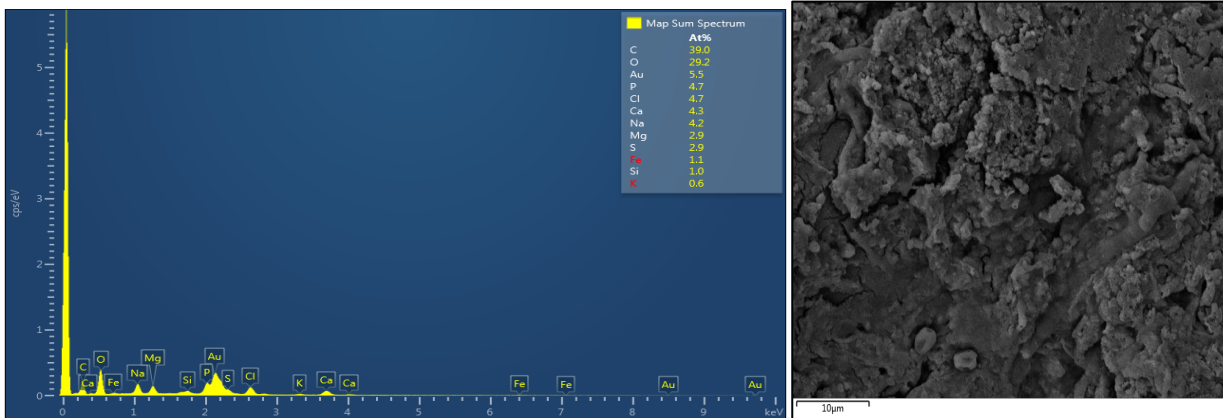 Map Sum Spectrum
At%
C 39.0
O 29.2
Au 5.5
P 4.7
Cl 4.7
Ca 4.3
Na 4.2
Mg 2.9
S 2.9
Fe 1.1
Si 1.0
K 0.6
cps/eV
5
4
3
2
1
0
C
Ca
O
Fe
Na
Mg
Si
P
Au
S
Cl
K
Ca
Ca
Fe
Fe
Au
Au
0 1 2 3 4 5 6 7 8 9 keV
10µm